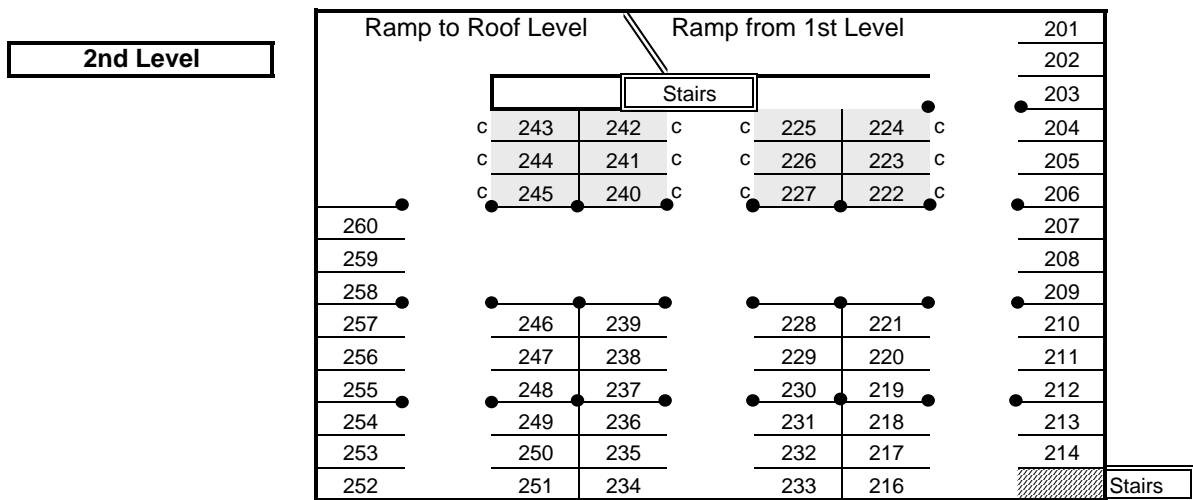 Ramp to Roof Level Ramp from 1st Level 201
2nd Level 202
Stairs 203
c 243 242 c c 225 224 c 204
c 244 241 c c 226 223 c 205
c 245 240 c c 227 222 c 206
260 207
259 208
258 209
257 246 239 228 221 210
256 247 238 229 220 211
255 248 237 230 219 212
254 249 236 231 218 213
253 250 235 232 217 214
252 251 234 233 216 Stairs